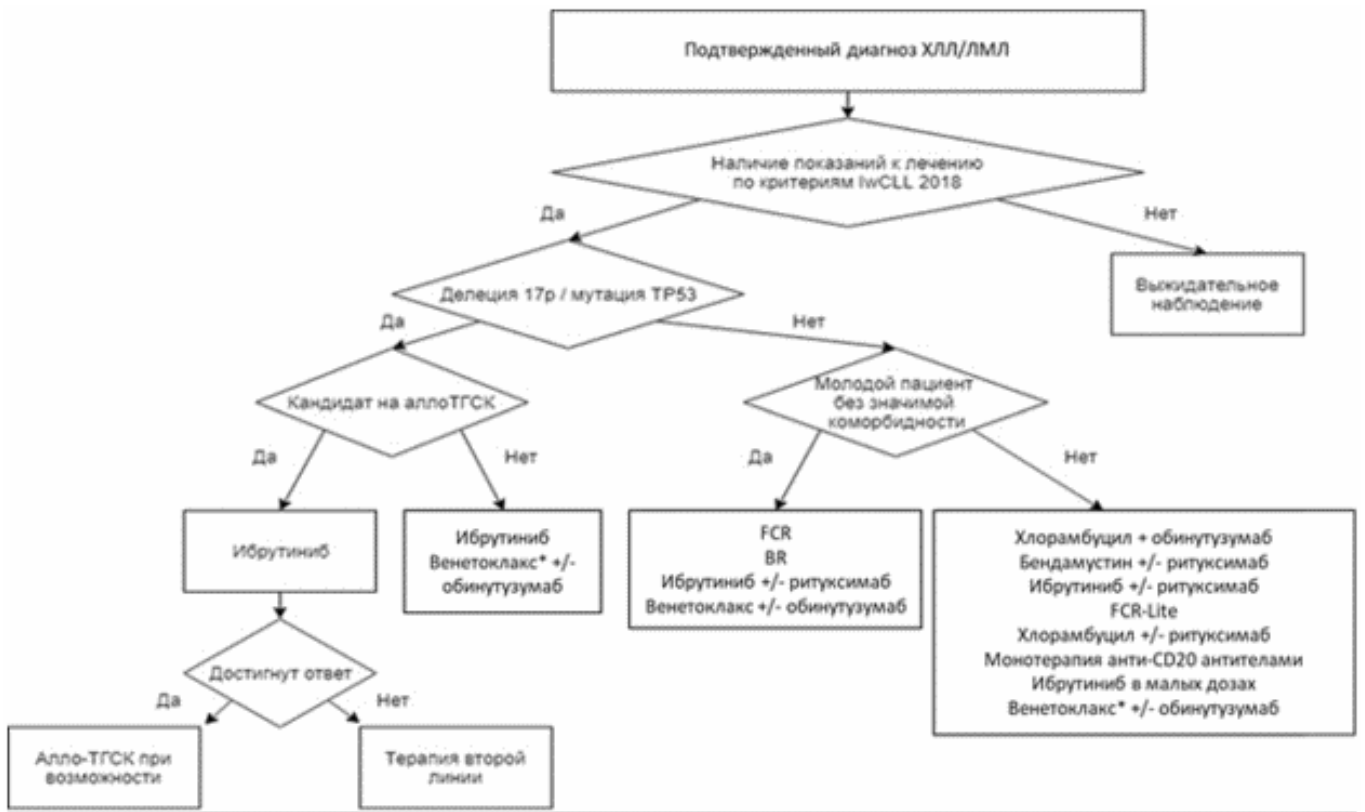 Подтвержденный диагноз ХЛЛ/ЛМЛ
Наличие показаний к лечению
по критериям IwCLL 2018
Да
Нет
Делеция 17p / мутация TP53
Выжидательное
наблюдение
Да
Нет
Кандидат на аллоТГСК
Молодой пациент
без значимой
коморбидности
Да
Нет
Да
Нет
Ибрутиниб
Ибрутиниб
Венетоклакс* +/-
обинутузумаб
FCR
BR
Ибрутиниб +/- ритуксимаб
Венетоклакс +/- обинутузумаб
Хлорамбуцил + обинутузумаб
Бендамустин +/- ритуксимаб
Ибрутиниб +/- ритуксимаб
FCR-Lite
Хлорамбуцил +/- ритуксимаб
Монотерапия анти-CD20 антителами
Ибрутиниб в малых дозах
Венетоклакс* +/- обинутузумаб
Достигнут ответ
Да
Нет
Алло-ТГСК при
возможности
Терапия второй
линии